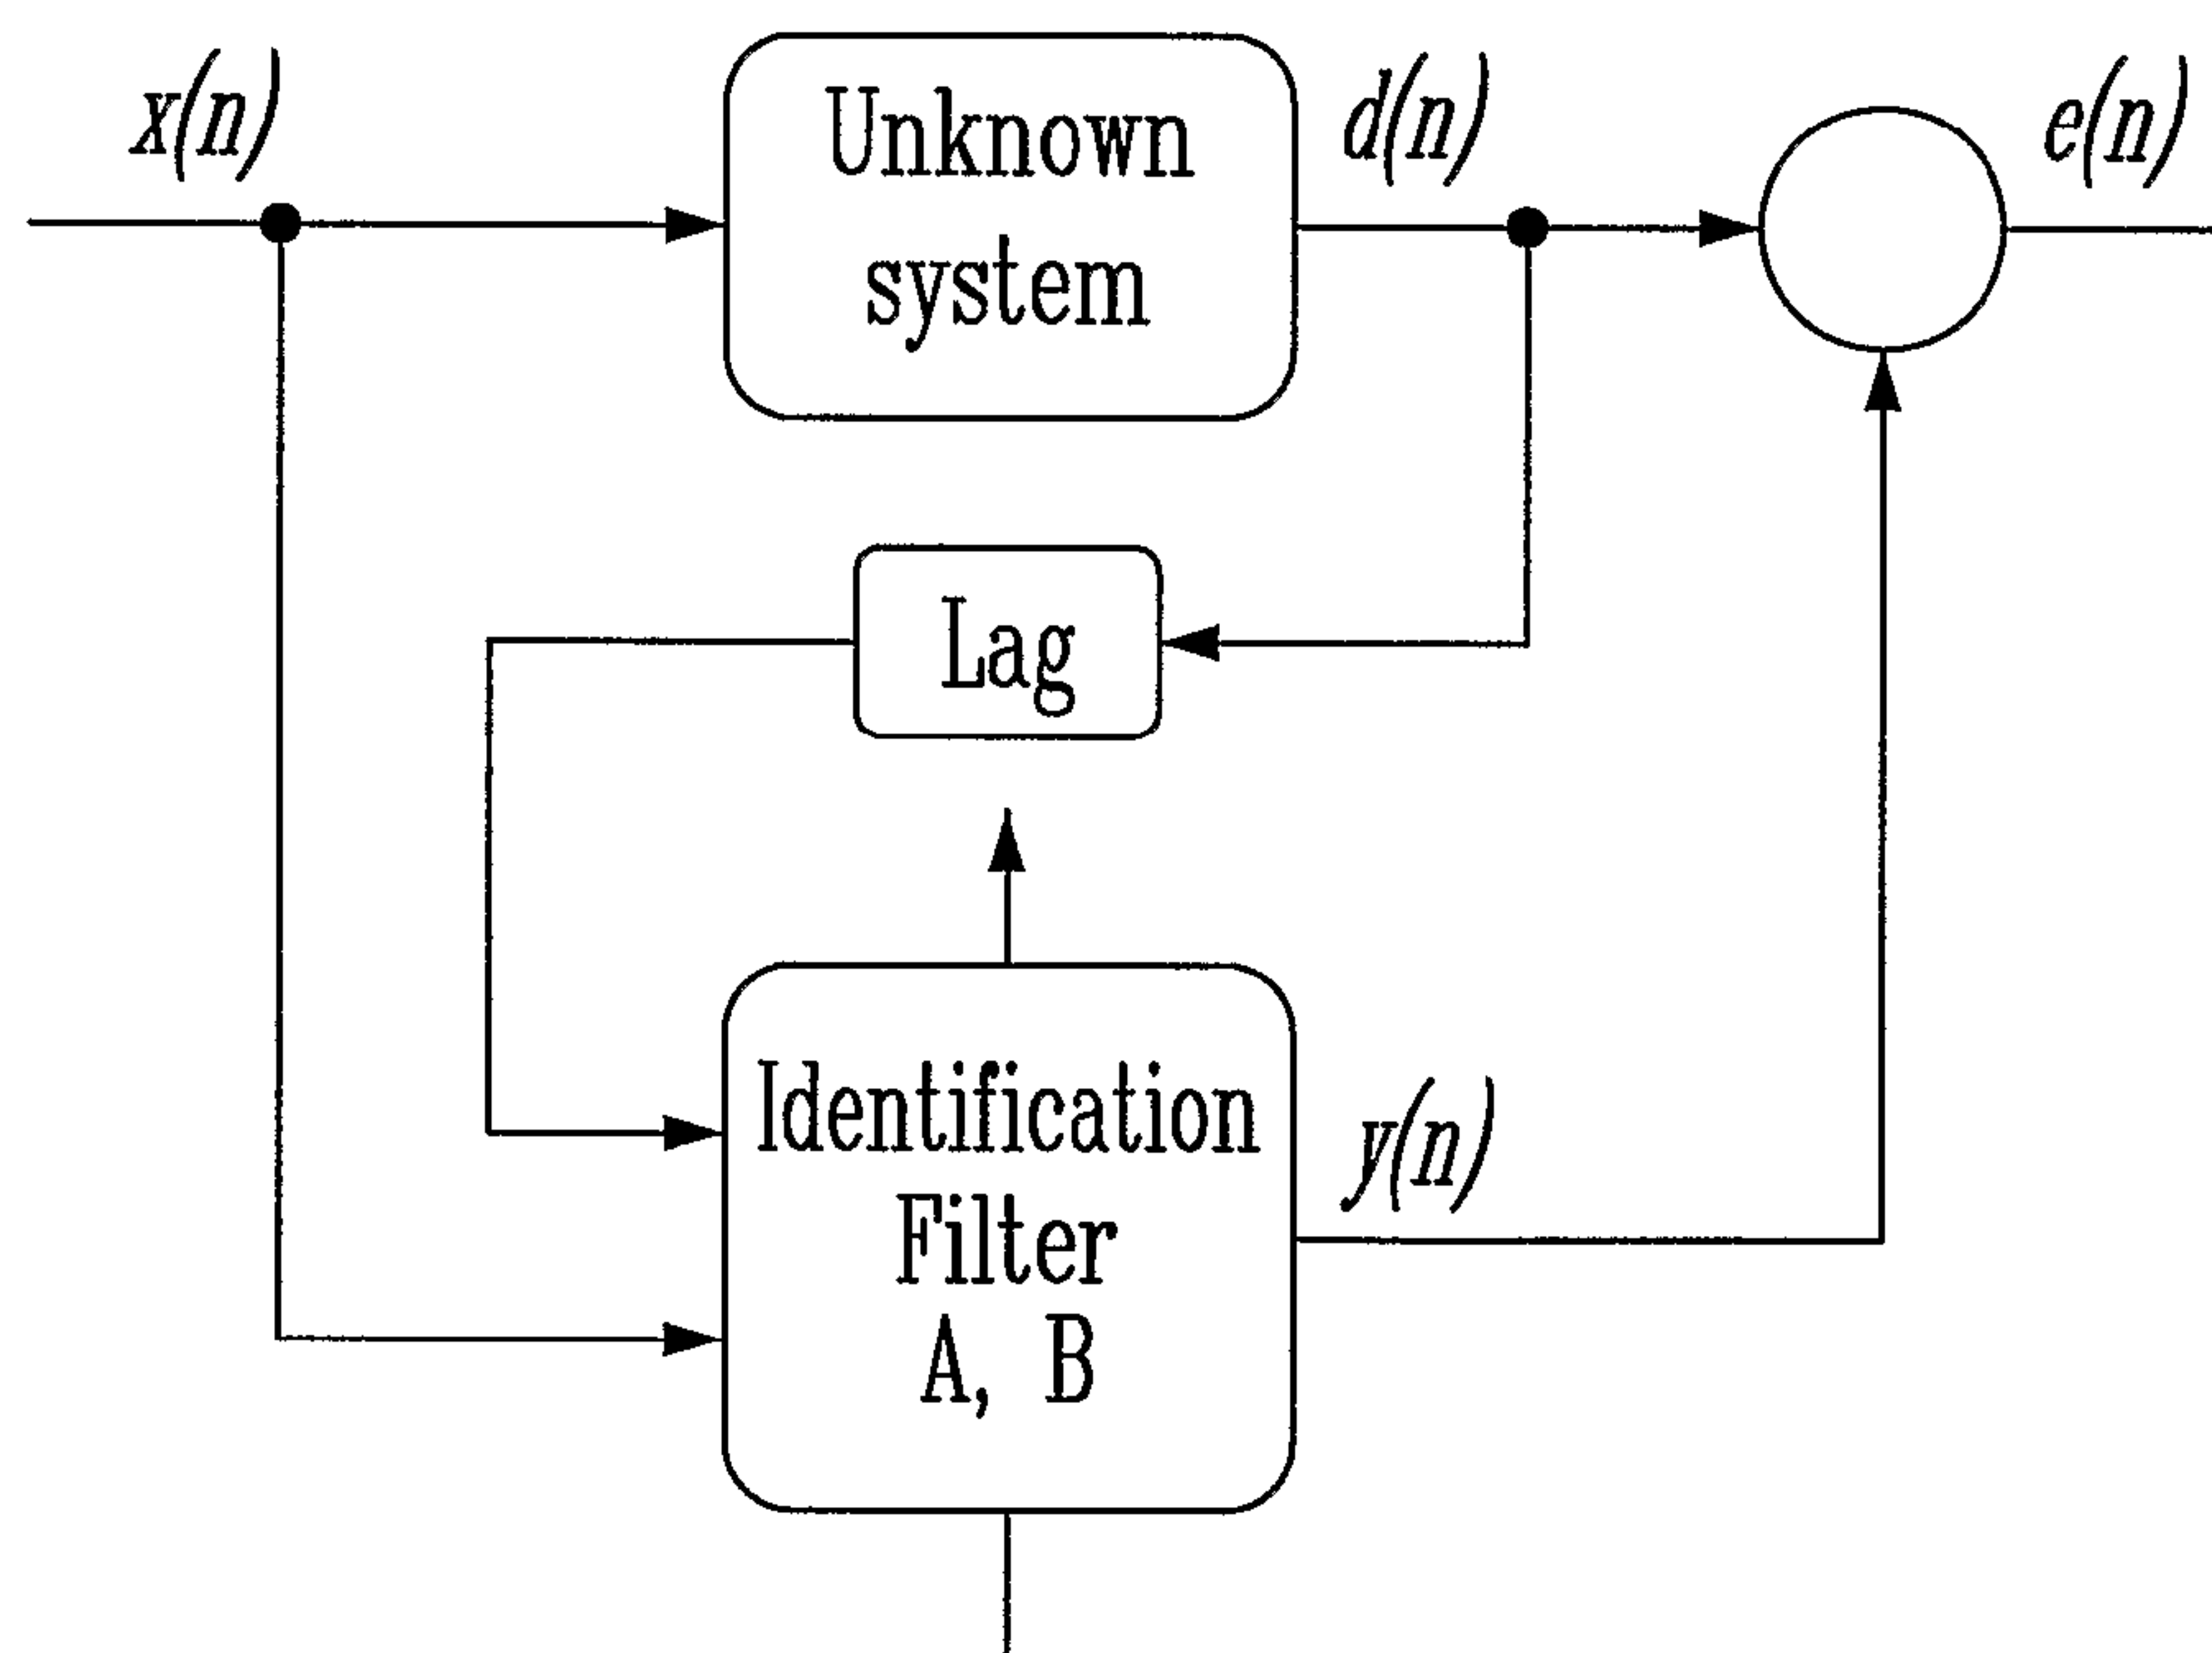 x(n)
Unknown
system
d(n)
e(n)
Lag
Identification
Filter
A, B
y(n)